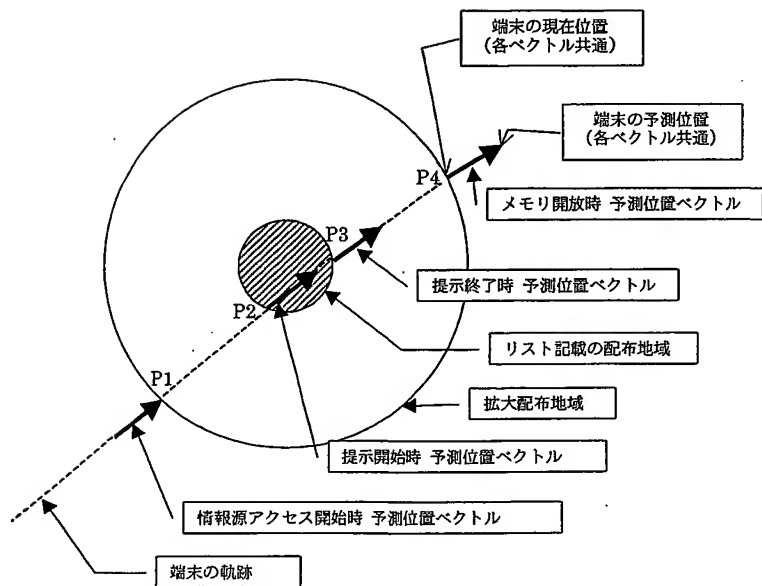 端末の現在位置
（各ベクトル共通）
端末の予測位置
（各ベクトル共通）
P4
メモリ開放時 予測位置ベクトル
P3
提示終了時 予測位置ベクトル
P2
リスト記載の配布地域
P1
拡大配布地域
提示開始時 予測位置ベクトル
情報源アクセス開始時 予測位置ベクトル
端末の軌跡